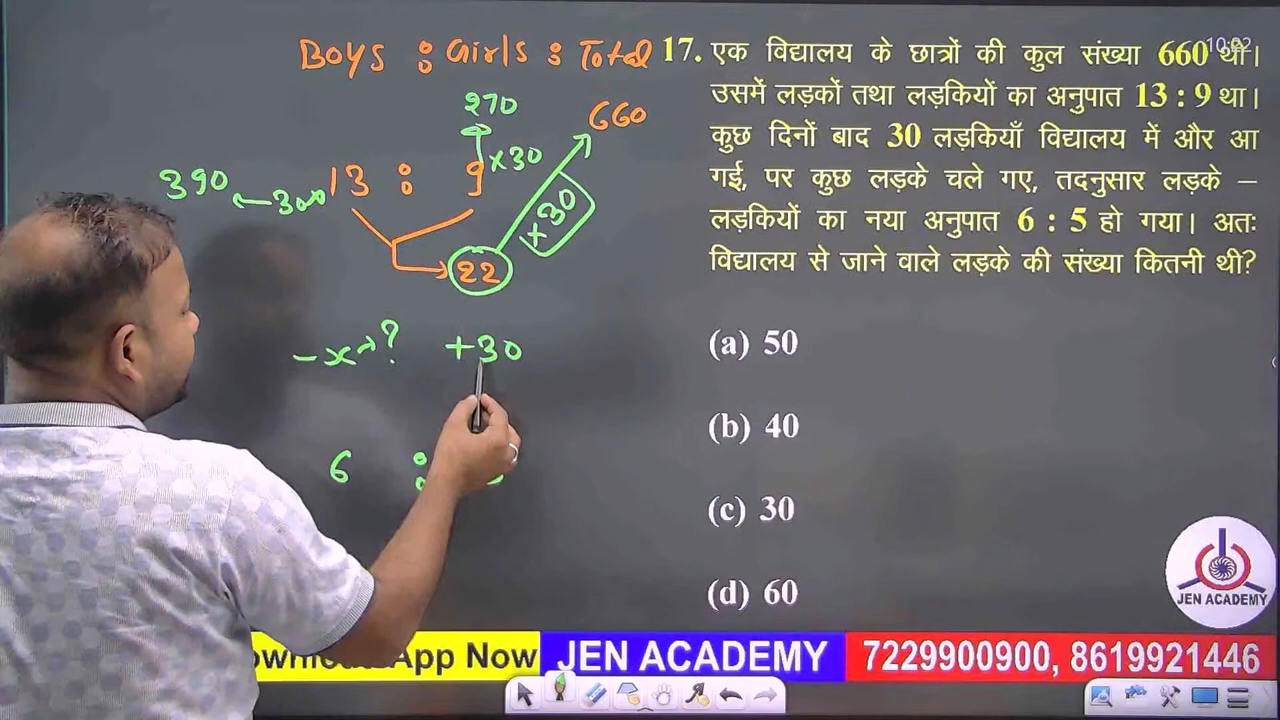 Boys : Girls : Total
270
660
390 ← 30× 13 : 9 ×30
×30
22
-x→? +30
6 :
10:02
17. एक विद्यालय के छात्रों की कुल संख्या 660 थी।
उसमें लड़कों तथा लड़कियों का अनुपात 13 : 9 था।
कुछ दिनों बाद 30 लड़कियाँ विद्यालय में और आ
गई, पर कुछ लड़के चले गए, तदनुसार लड़के –
लड़कियों का नया अनुपात 6 : 5 हो गया। अतः
विद्यालय से जाने वाले लड़के की संख्या कितनी थी?
(a) 50
(b) 40
(c) 30
(d) 60
JEN ACADEMY
App Now JEN ACADEMY 7229900900, 8619921446